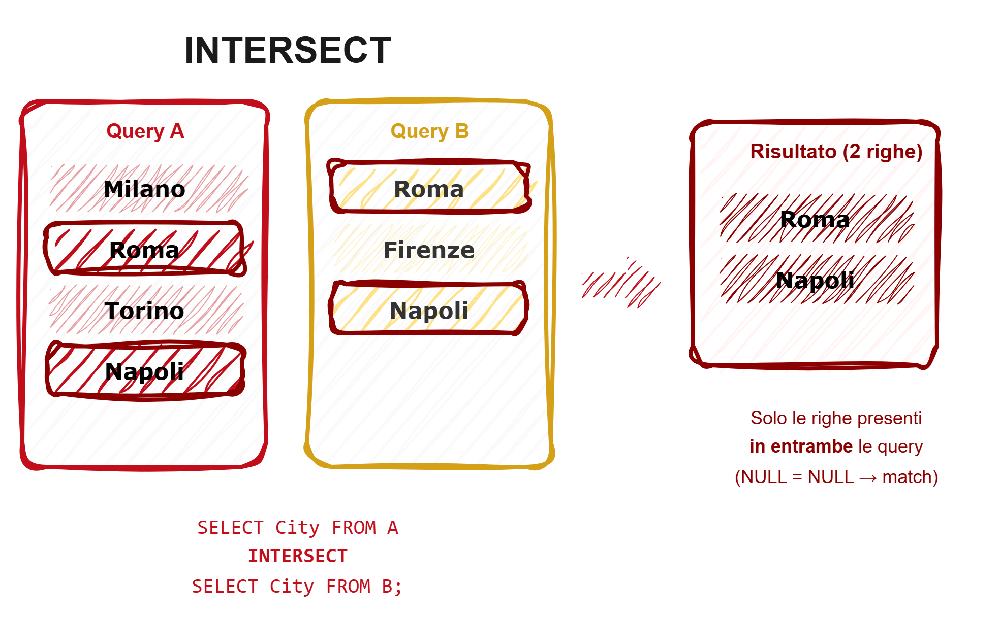 INTERSECT
Query A
Milano
Roma
Torino
Napoli
Query B
Roma
Firenze
Napoli
Risultato (2 righe)
Roma
Napoli
Solo le righe presenti
in entrambe le query
(NULL = NULL → match)
SELECT City FROM A
INTERSECT
SELECT City FROM B;